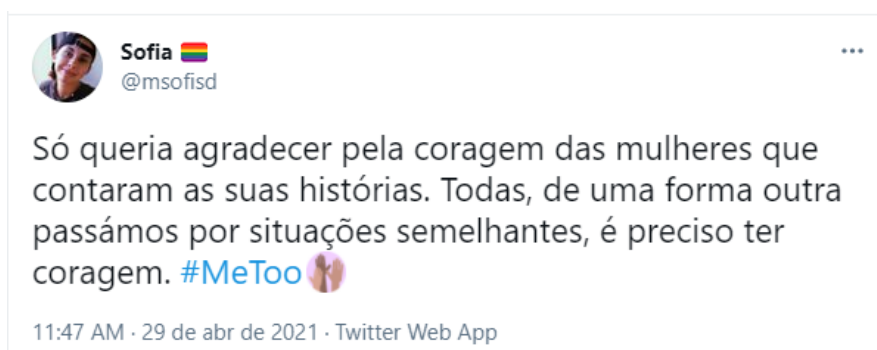 Sofia
@msofisd
Só queria agradecer pela coragem das mulheres que
contaram as suas histórias. Todas, de uma forma outra
passámos por situações semelhantes, é preciso ter
coragem. #MeToo
11:47 AM · 29 de abr de 2021 · Twitter Web App